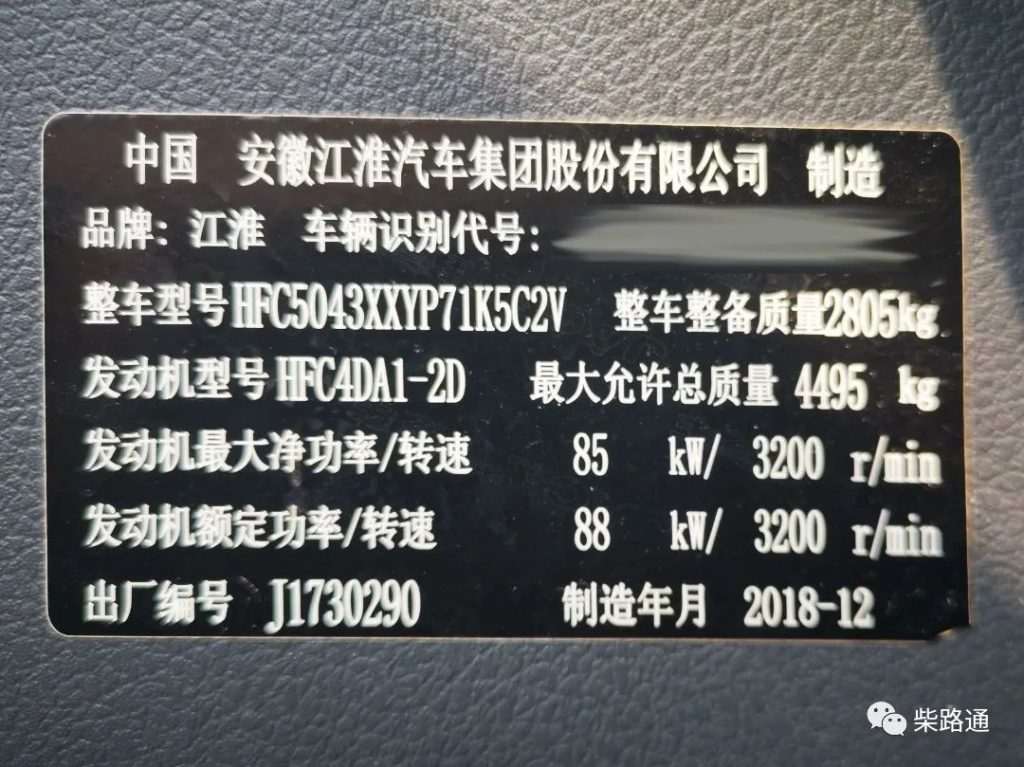 中国 安徽江淮汽车集团股份有限公司 制造
品牌：江淮 车辆识别代号：
整车型号HFC5043XXYP71K5C2V 整车整备质量2805kg
发动机型号HFC4DA1-2D 最大允许总质量 4495 kg
发动机最大净功率/转速 85 kW/ 3200 r/min
发动机额定功率/转速 88 kW/ 3200 r/min
出厂编号 J1730290 制造年月 2018-12
柴路通